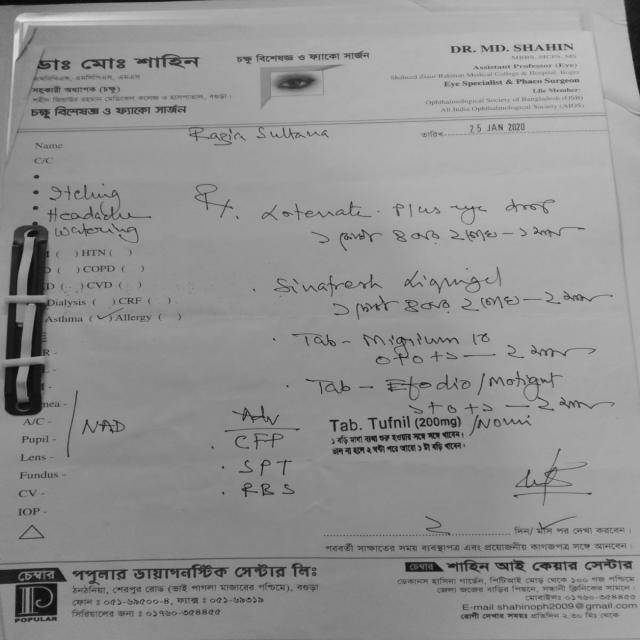 ডাঃ মোঃ শাহিন
এমবিবিএস, এমসিপিএস, এমএস
সহকারী অধ্যাপক (চক্ষু)
শহীদ জিয়াউর রহমান মেডিকেল কলেজ ও হাসপাতাল, বগুড়া।
চক্ষু বিশেষজ্ঞ ও ফ্যাকো সার্জন
চক্ষু বিশেষজ্ঞ ও ফ্যাকো সার্জন
DR. MD. SHAHIN
MBBS, MCPS, MS
Assistant Professor (Eye)
Shaheed Ziaur Rahman Medical College & Hospital, Bogra
Eye Specialist & Phaco Surgeon
Life Member:
Ophthalmological Society of Bangladesh (OSB)
All India Ophthalmological Society (AIOS)
Name Razia Sultana
তারিখ 25 JAN 2020
C/C
Itching
Headache
Watering
HTN ( )
( ) COPD ( )
( ) CVD ( )
Dialysis ( ) CRF ( )
Asthma ( ) Allergy ( )
A/C -
Pupil -
Lens -
Fundus -
CV -
IOP -
NAD
Rx. Lotenate Plus eye drop
১ ফোটা ৪ বার ২ চোখে - ১ মাস
Sinafresh Liquigel
১ ফোটা ৪ বার ২ চোখে - ২ মাস
Tab - Migrium 10
০+০+১ — ২ মাস
Tab - Efodio/Motigut
১+০+১ - ২ মাস
Tab. Tufnil (200mg) /Nomi
১ বড়ি মাথা ব্যথা শুরু হওয়ার সঙ্গে সঙ্গে খাবেন।
ভাল না হলে ২ ঘন্টা পরে আরো ১ টা বড়ি খাবেন।
Adv
CFP
SPT
RBS
2 দিন/ মাস পর দেখা করবেন।
পরবর্তী সাক্ষাতের সময় ব্যবস্থাপত্র এবং প্রয়োজনীয় কাগজপত্র সঙ্গে আনবেন।
POPULAR
চেম্বার
পপুলার ডায়াগনস্টিক সেন্টার লিঃ
ঠনঠনিয়া, শেরপুর রোড (ভাই পাগলা মাজারের পশ্চিমে), বগুড়া
ফোন : ০৫১-৬৯৫০০-৪, ফ্যাক্স : ০৫১-৬৯৩১৯
সিরিয়ালের জন্য : ০১৭৬০-৩৫৪৪৫৫
চেম্বার
শাহিন আই কেয়ার সেন্টার
ডেকানস হাসিনা গার্ডেন, পিটিআই মোড় থেকে ১০০ গজ পশ্চিমে
জেলা জজের বাড়ির পিছনে, সন্ধানী ক্লিনিকের সামনে।
মোবাইলঃ ০১৭৬০-৩৫৪৪৫৫
E-mail shahinoph2009@gmail.com
রোগী দেখার সময়ঃ প্রতিদিন ২.৩০ মিঃ থেকে